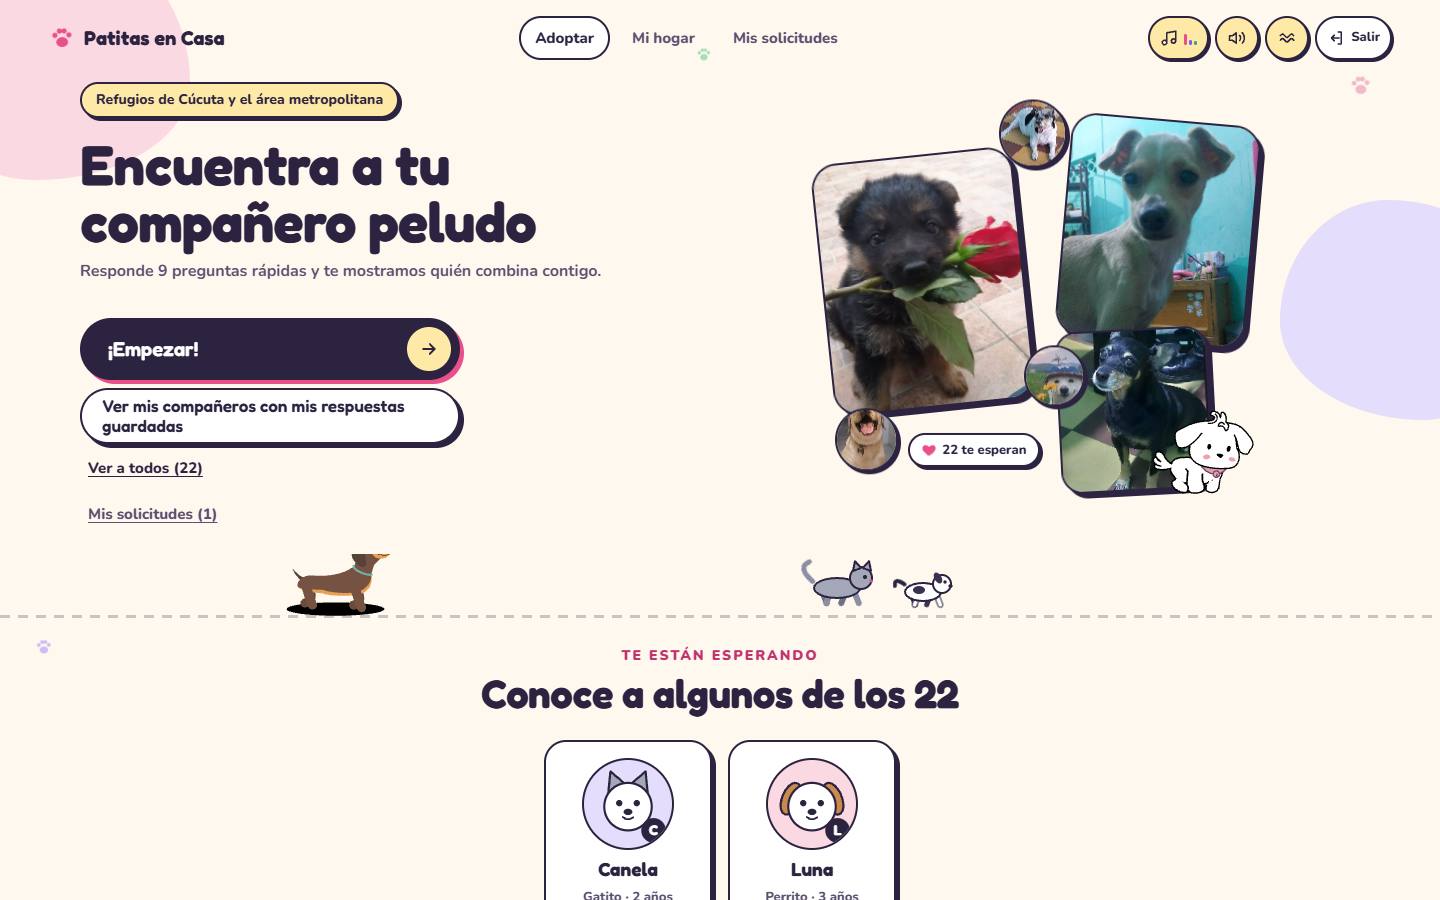 Patitas en Casa
Adoptar
Mi hogar
Mis solicitudes
Salir
Refugios de Cúcuta y el área metropolitana
Encuentra a tu
compañero peludo
Responde 9 preguntas rápidas y te mostramos quién combina contigo.
¡Empezar!
Ver mis compañeros con mis respuestas
guardadas
Ver a todos (22)
Mis solicitudes (1)
22 te esperan
TE ESTÁN ESPERANDO
Conoce a algunos de los 22
C
L
Canela
Luna
Gatito · 2 años
Perrito · 3 años